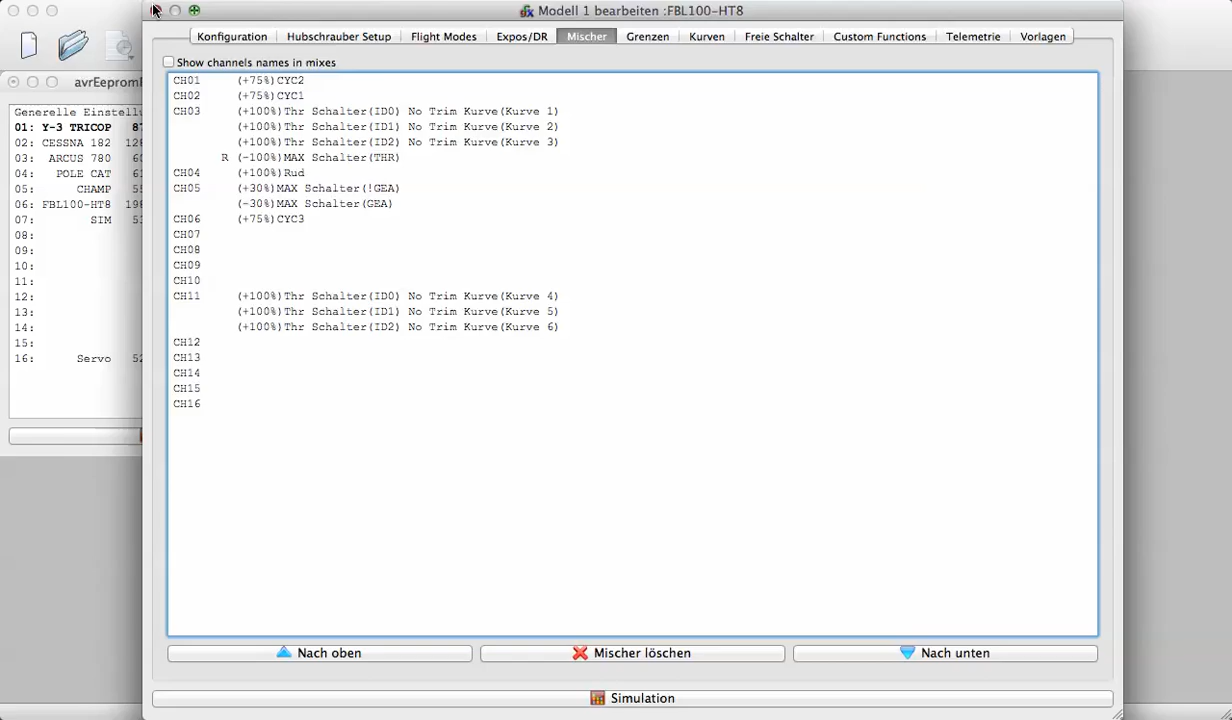 Modell 1 bearbeiten :FBL100-HT8
Konfiguration Hubschrauber Setup Flight Modes Expos/DR Mischer Grenzen Kurven Freie Schalter Custom Functions Telemetrie Vorlagen
Show channels names in mixes
CH01 (+75%)CYC2
CH02 (+75%)CYC1
CH03 (+100%)Thr Schalter(ID0) No Trim Kurve(Kurve 1)
(+100%)Thr Schalter(ID1) No Trim Kurve(Kurve 2)
(+100%)Thr Schalter(ID2) No Trim Kurve(Kurve 3)
R (-100%)MAX Schalter(THR)
CH04 (+100%)Rud
CH05 (+30%)MAX Schalter(!GEA)
(-30%)MAX Schalter(GEA)
CH06 (+75%)CYC3
CH07
CH08
CH09
CH10
CH11 (+100%)Thr Schalter(ID0) No Trim Kurve(Kurve 4)
(+100%)Thr Schalter(ID1) No Trim Kurve(Kurve 5)
(+100%)Thr Schalter(ID2) No Trim Kurve(Kurve 6)
CH12
CH13
CH14
CH15
CH16
Nach oben Mischer löschen Nach unten
Simulation
Generelle
01: Y-3 TRICOP
02: CESSNA 182
03: ARCUS 780
04: POLE CAT
05: CHAMP
06: FBL100-HT8
07: SIM
08:
09:
10:
11:
12:
13:
14:
15:
16: Servo